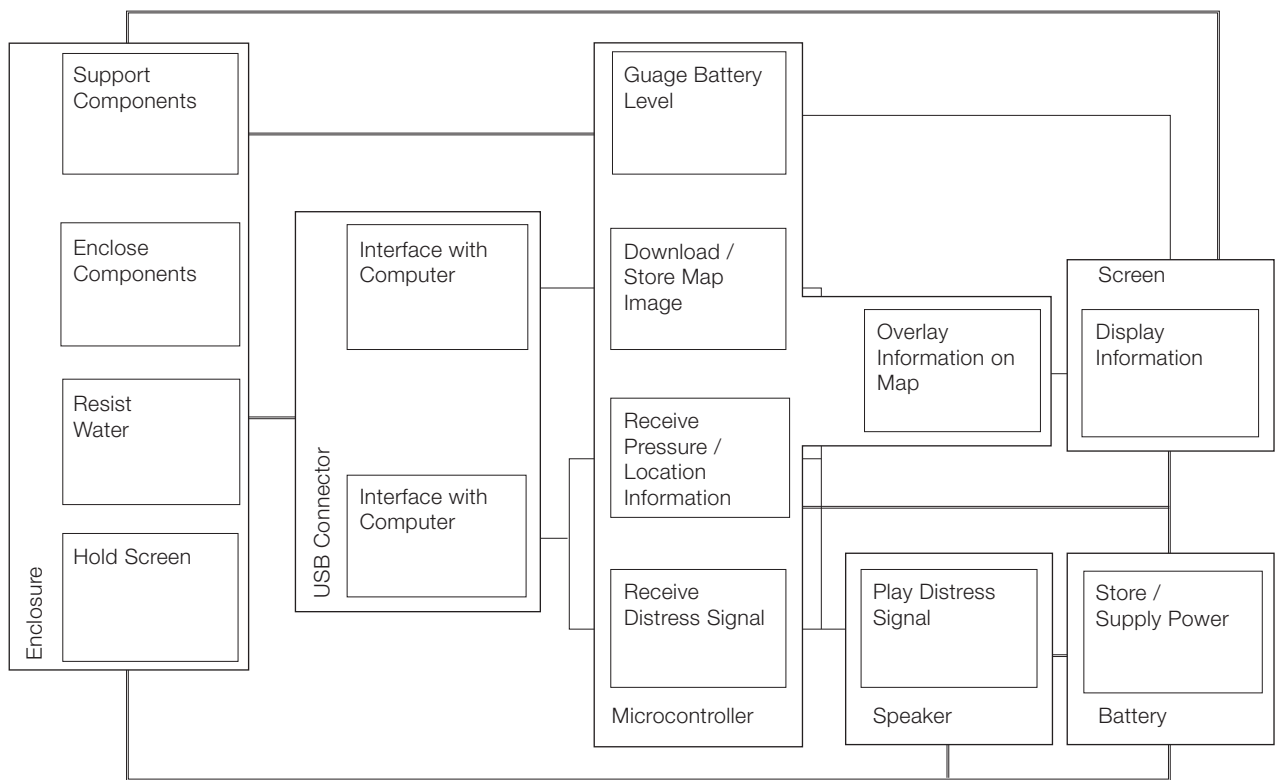 Support
Components
Enclose
Components
Resist
Water
Hold Screen
Enclosure
Interface with
Computer
Interface with
Computer
USB Connector
Guage Battery
Level
Download /
Store Map
Image
Receive
Pressure /
Location
Information
Receive
Distress Signal
Microcontroller
Overlay
Information on
Map
Screen
Display
Information
Play Distress
Signal
Speaker
Store /
Supply Power
Battery